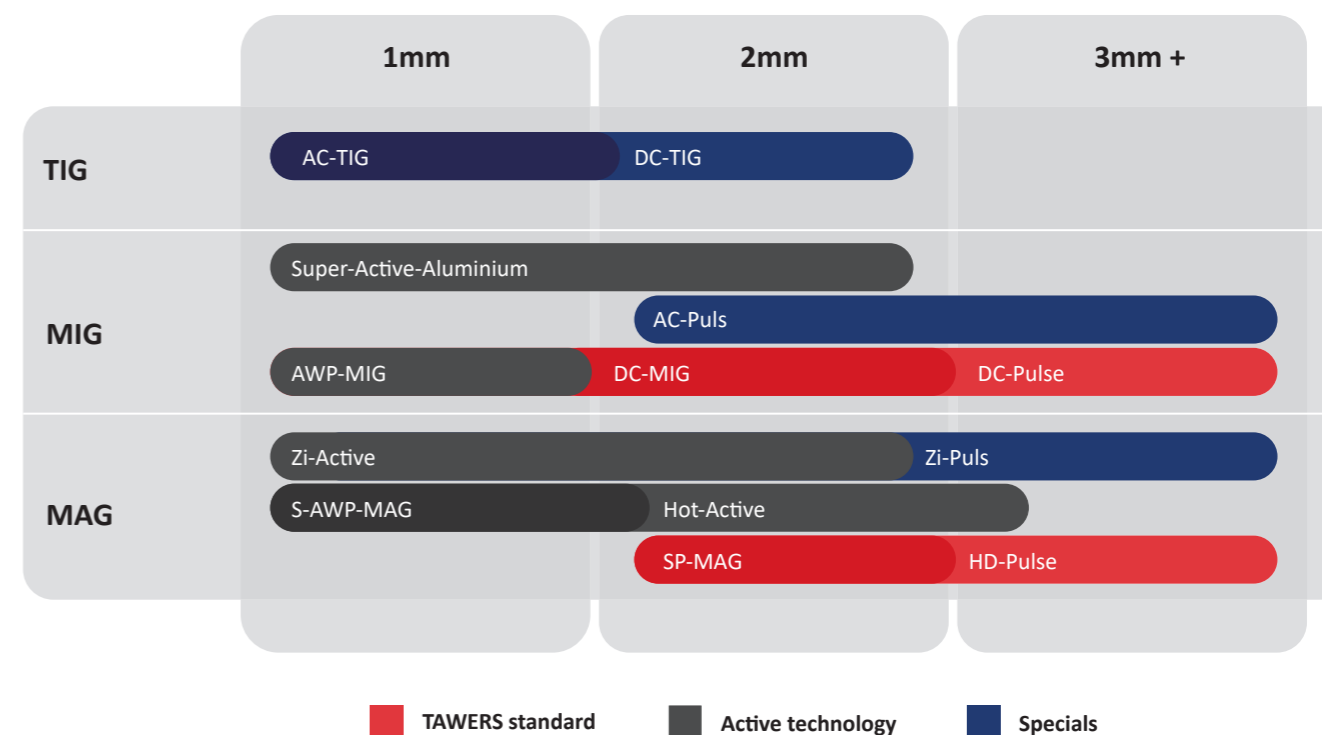 1mm 2mm 3mm +
TIG
AC-TIG DC-TIG
MIG
Super-Active-Aluminium
AC-Puls
AWP-MIG DC-MIG DC-Pulse
MAG
Zi-Active Zi-Puls
S-AWP-MAG Hot-Active
SP-MAG HD-Pulse
TAWERS standard Active technology Specials